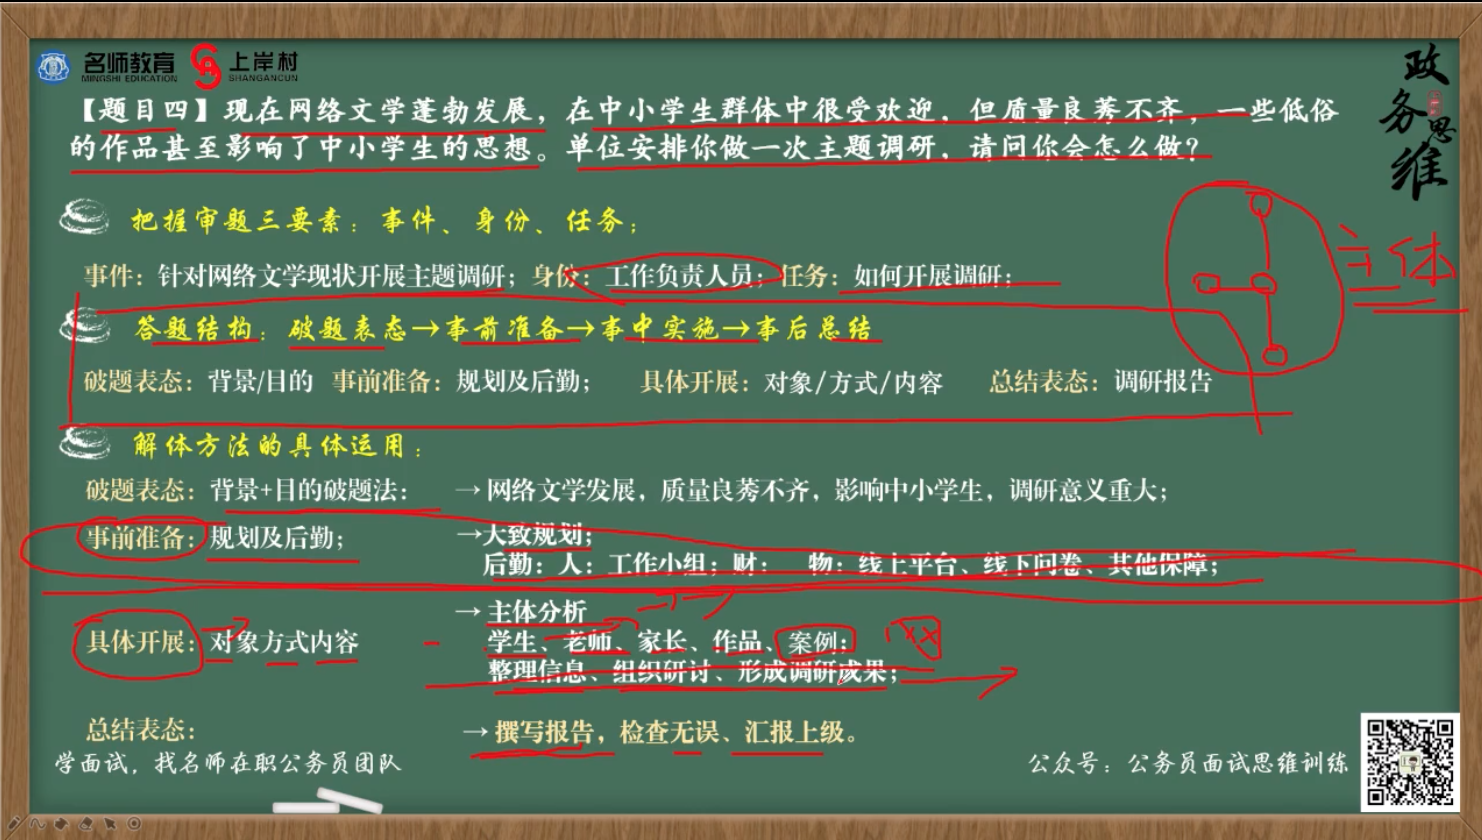 名师教育
MINGSHI EDUCATION
上岸村
SHANGANCUN
政务思维
【题目四】现在网络文学蓬勃发展，在中小学生群体中很受欢迎，但质量良莠不齐，一些低俗
的作品甚至影响了中小学生的思想。单位安排你做一次主题调研，请问你会怎么做？
把握审题三要素：事件、身份、任务；
事件：针对网络文学现状开展主题调研；身份：工作负责人员；任务：如何开展调研；
主体
答题结构：破题表态→事前准备→事中实施→事后总结
破题表态：背景/目的 事前准备：规划及后勤； 具体开展：对象/方式/内容 总结表态：调研报告
解体方法的具体运用：
破题表态：背景+目的破题法： →网络文学发展，质量良莠不齐，影响中小学生，调研意义重大；
事前准备：规划及后勤； →大致规划；
后勤：人：工作小组；财： 物：线上平台、线下问卷、其他保障；
→主体分析
具体开展：对象方式内容 学生、老师、家长、作品、案例；
整理信息、组织研讨、形成调研成果；
总结表态： →撰写报告，检查无误、汇报上级。
学面试，找名师在职公务员团队
公众号：公务员面试思维训练